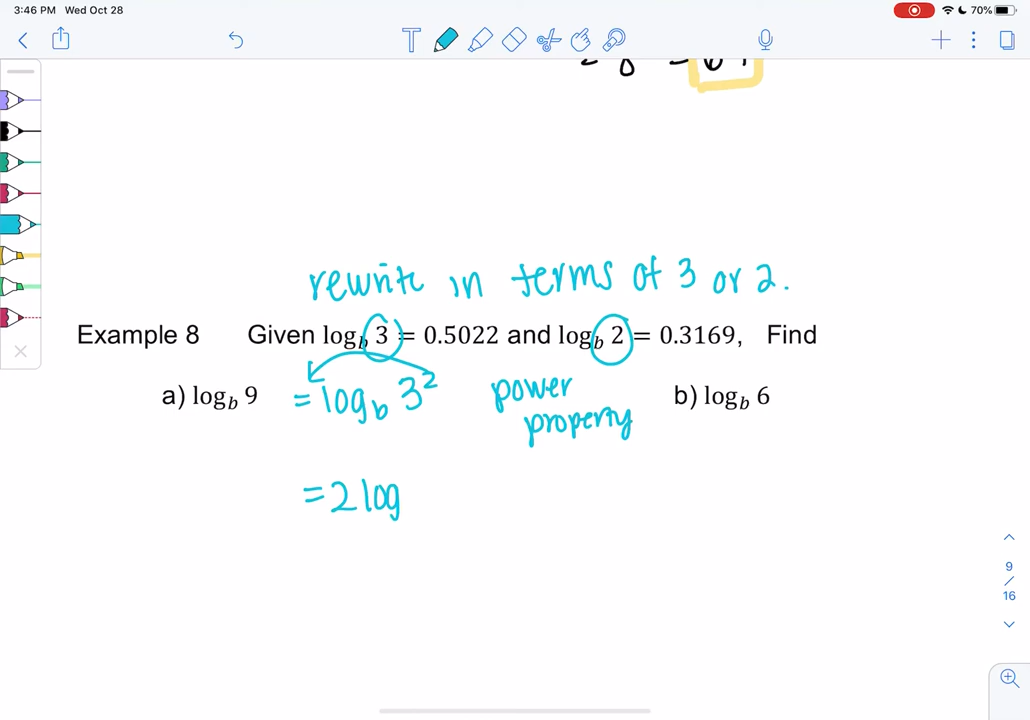 3:46 PM Wed Oct 28 70%
T
rewrite in terms of 3 or 2.
Example 8 Given log_b 3 = 0.5022 and log_b 2 = 0.3169, Find
a) log_b 9 = log_b 3² power property b) log_b 6
= 2 log
9
/
16